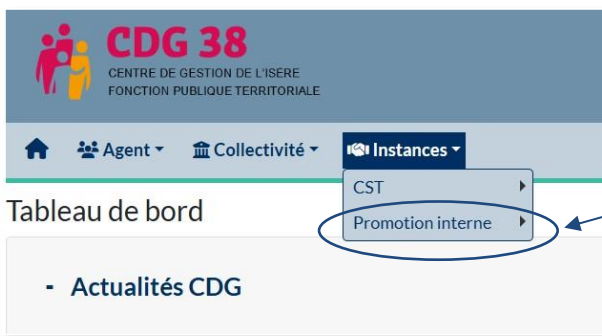 CDG 38
CENTRE DE GESTION DE L'ISERE
FONCTION PUBLIQUE TERRITORIALE
Agent Collectivité Instances
CST
Promotion interne
Tableau de bord
- Actualités CDG